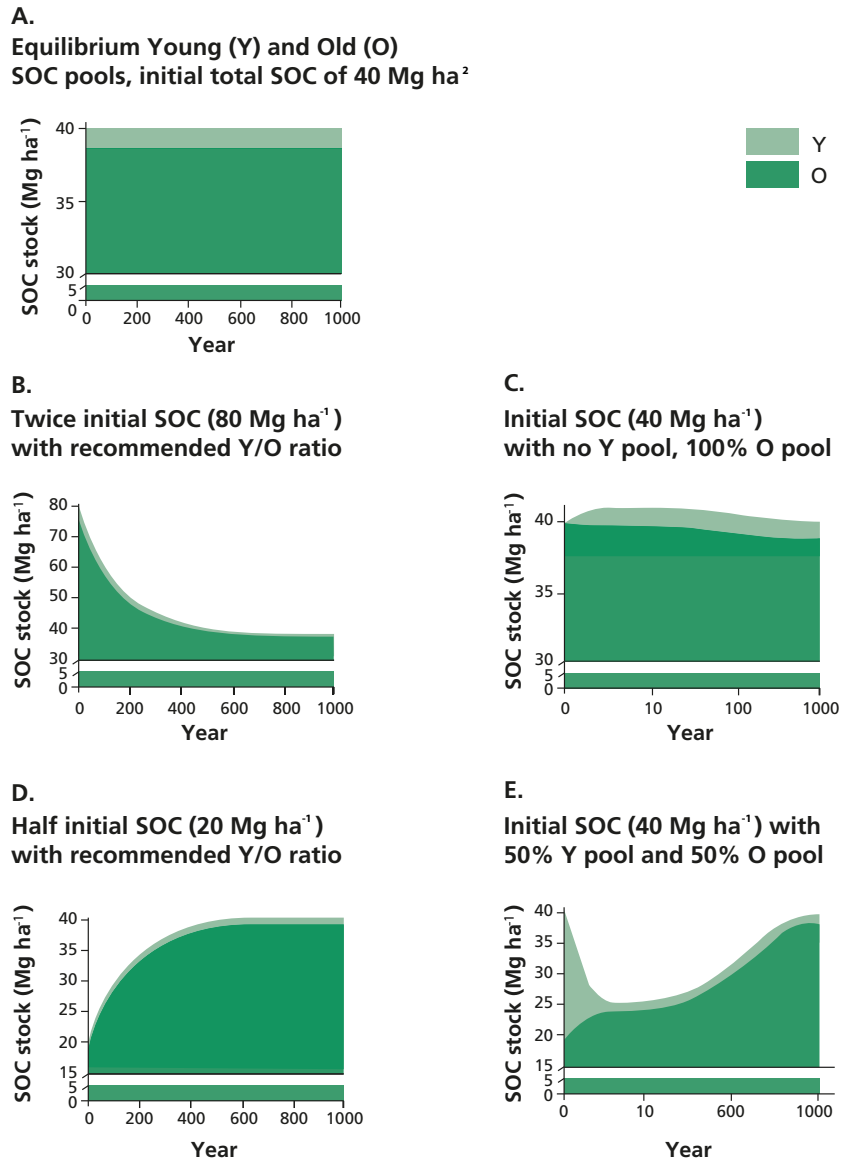 A.
Equilibrium Young (Y) and Old (O)
SOC pools, initial total SOC of 40 Mg ha²
SOC stock (Mg ha⁻¹)
40
35
30
5
0
0 200 400 600 800 1000
Year
Y
O
B.
Twice initial SOC (80 Mg ha⁻¹)
with recommended Y/O ratio
SOC stock (Mg ha⁻¹)
80
70
60
50
40
30
5
0
0 200 400 600 800 1000
Year
C.
Initial SOC (40 Mg ha⁻¹)
with no Y pool, 100% O pool
SOC stock (Mg ha⁻¹)
40
35
30
5
0
0 10 100 1000
Year
D.
Half initial SOC (20 Mg ha⁻¹)
with recommended Y/O ratio
SOC stock (Mg ha⁻¹)
40
35
30
25
20
15
5
0
0 200 400 600 800 1000
Year
E.
Initial SOC (40 Mg ha⁻¹) with
50% Y pool and 50% O pool
SOC stock (Mg ha⁻¹)
40
35
30
25
20
15
5
0
0 10 600 1000
Year